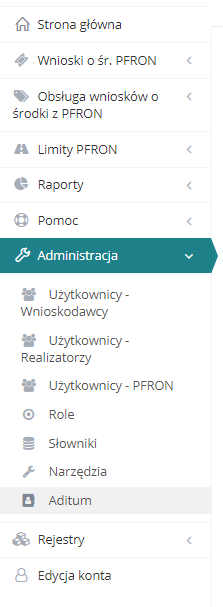 Strona główna
Wnioski o śr. PFRON
Obsługa wniosków o
środki z PFRON
Limity PFRON
Raporty
Pomoc
Administracja
Użytkownicy -
Wnioskodawcy
Użytkownicy -
Realizatorzy
Użytkownicy - PFRON
Role
Słowniki
Narzędzia
Aditum
Rejestry
Edycja konta